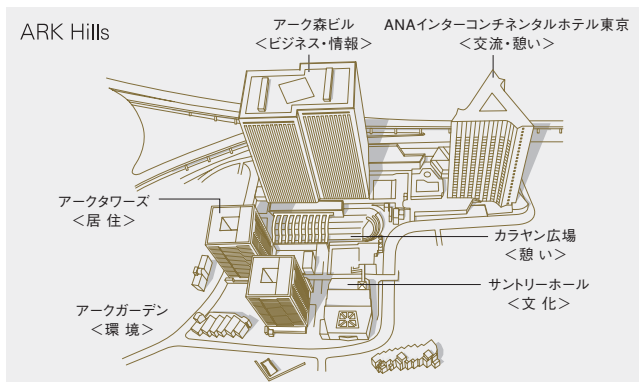 ARK Hills
アーク森ビル
＜ビジネス・情報＞
ANAインターコンチネンタルホテル東京
＜交流・憩い＞
アークタワーズ
＜居 住＞
カラヤン広場
＜憩 い＞
サントリーホール
＜文 化＞
アークガーデン
＜環 境＞